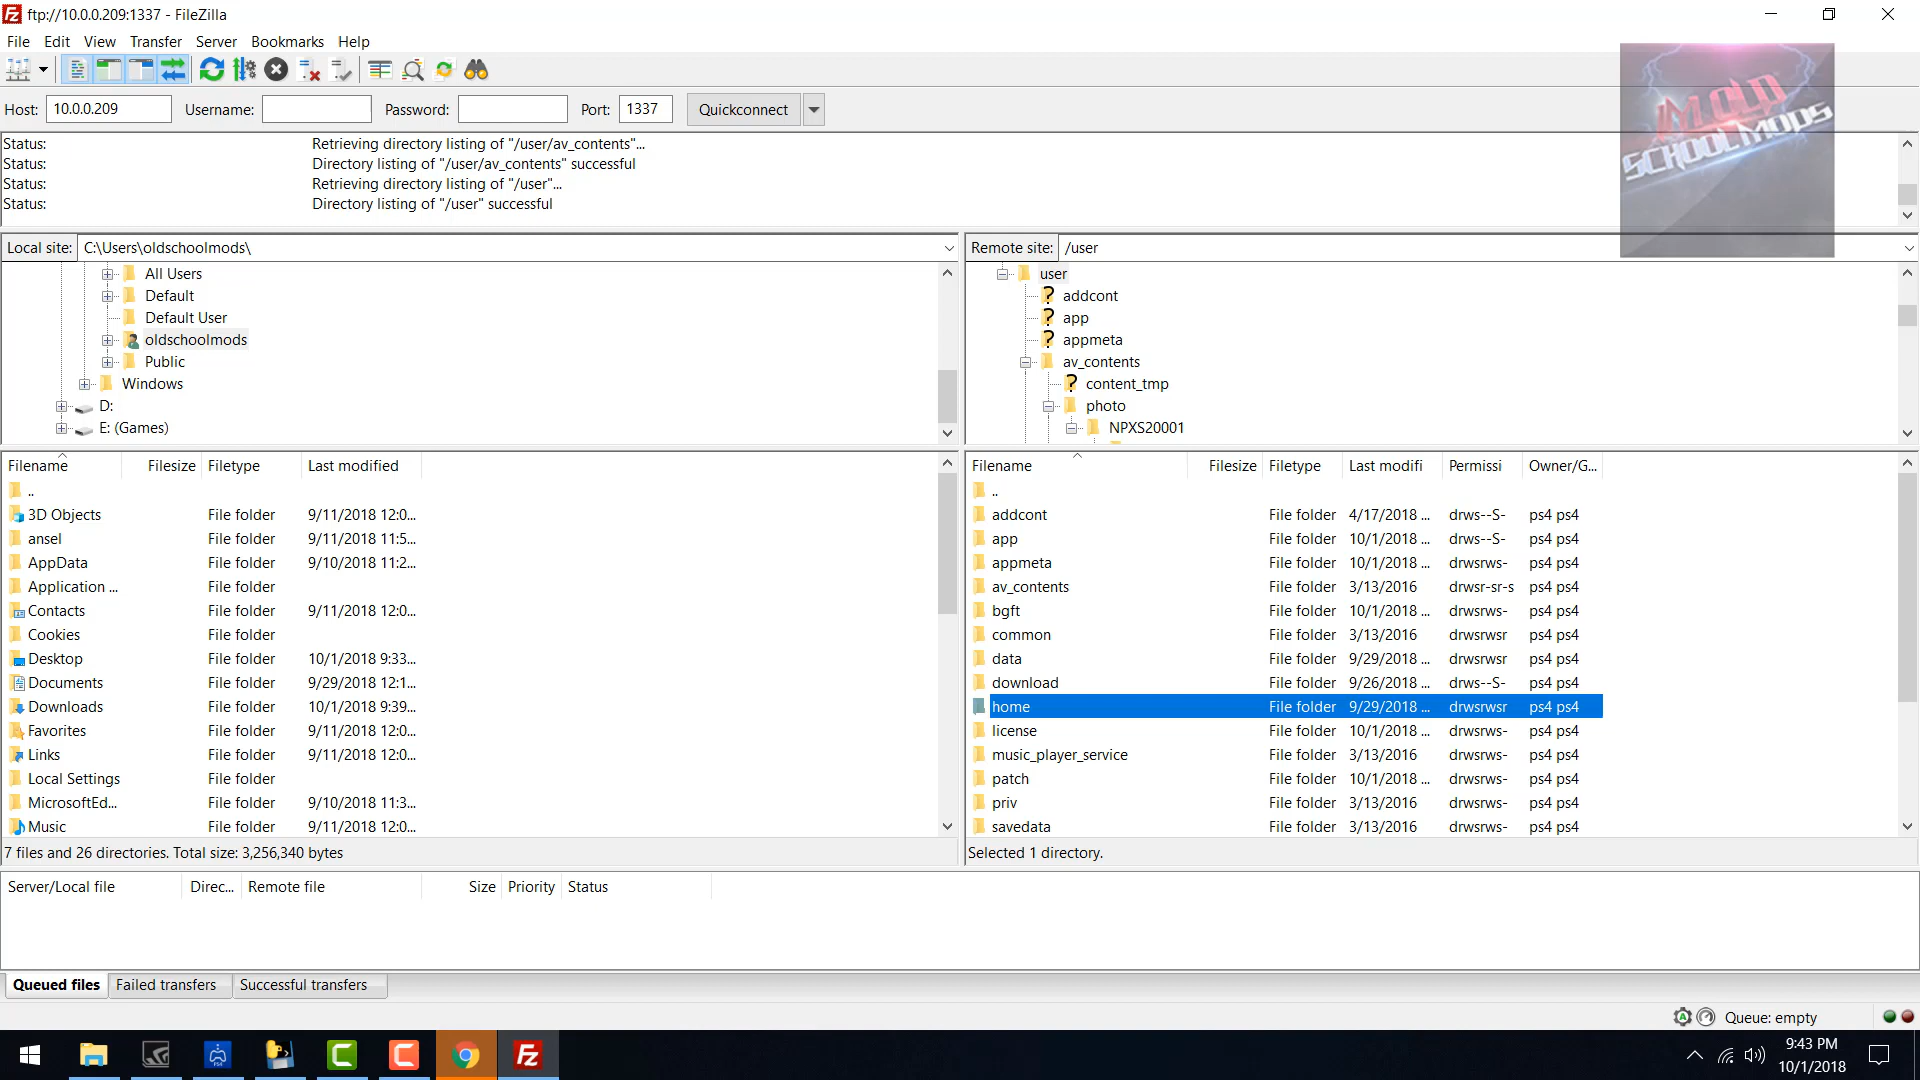 ftp://10.0.0.209:1337 - FileZilla
File Edit View Transfer Server Bookmarks Help
Host: 10.0.0.209 Username: Password: Port: 1337 Quickconnect
Status: Retrieving directory listing of "/user/av_contents"...
Status: Directory listing of "/user/av_contents" successful
Status: Retrieving directory listing of "/user"...
Status: Directory listing of "/user" successful
IM OLD
SCHOOL MODS
Local site: C:\Users\oldschoolmods\
All Users
Default
Default User
oldschoolmods
Public
Windows
D:
E: (Games)
Remote site: /user
user
? addcont
? app
? appmeta
av_contents
? content_tmp
photo
NPXS20001
Filename Filesize Filetype Last modified
..
3D Objects File folder 9/11/2018 12:0...
ansel File folder 9/11/2018 11:5...
AppData File folder 9/10/2018 11:2...
Application ... File folder
Contacts File folder 9/11/2018 12:0...
Cookies File folder
Desktop File folder 10/1/2018 9:33...
Documents File folder 9/29/2018 12:1...
Downloads File folder 10/1/2018 9:39...
Favorites File folder 9/11/2018 12:0...
Links File folder 9/11/2018 12:0...
Local Settings File folder
MicrosoftEd... File folder 9/10/2018 11:3...
Music File folder 9/11/2018 12:0...
7 files and 26 directories. Total size: 3,256,340 bytes
Filename Filesize Filetype Last modifi Permissi Owner/G...
..
addcont File folder 4/17/2018 ... drws--S- ps4 ps4
app File folder 10/1/2018 ... drws--S- ps4 ps4
appmeta File folder 10/1/2018 ... drwsrws- ps4 ps4
av_contents File folder 3/13/2016 drwsr-sr-s ps4 ps4
bgft File folder 10/1/2018 ... drwsrws- ps4 ps4
common File folder 3/13/2016 drwsrwsr ps4 ps4
data File folder 9/29/2018 ... drwsrwsr ps4 ps4
download File folder 9/26/2018 ... drws--S- ps4 ps4
home File folder 9/29/2018 ... drwsrwsr ps4 ps4
license File folder 10/1/2018 ... drwsrws- ps4 ps4
music_player_service File folder 3/13/2016 drwsrws- ps4 ps4
patch File folder 10/1/2018 ... drwsrws- ps4 ps4
priv File folder 3/13/2016 drwsrws- ps4 ps4
savedata File folder 3/13/2016 drwsrws- ps4 ps4
Selected 1 directory.
Server/Local file Direc... Remote file Size Priority Status
Queued files Failed transfers Successful transfers
Queue: empty
9:43 PM
10/1/2018